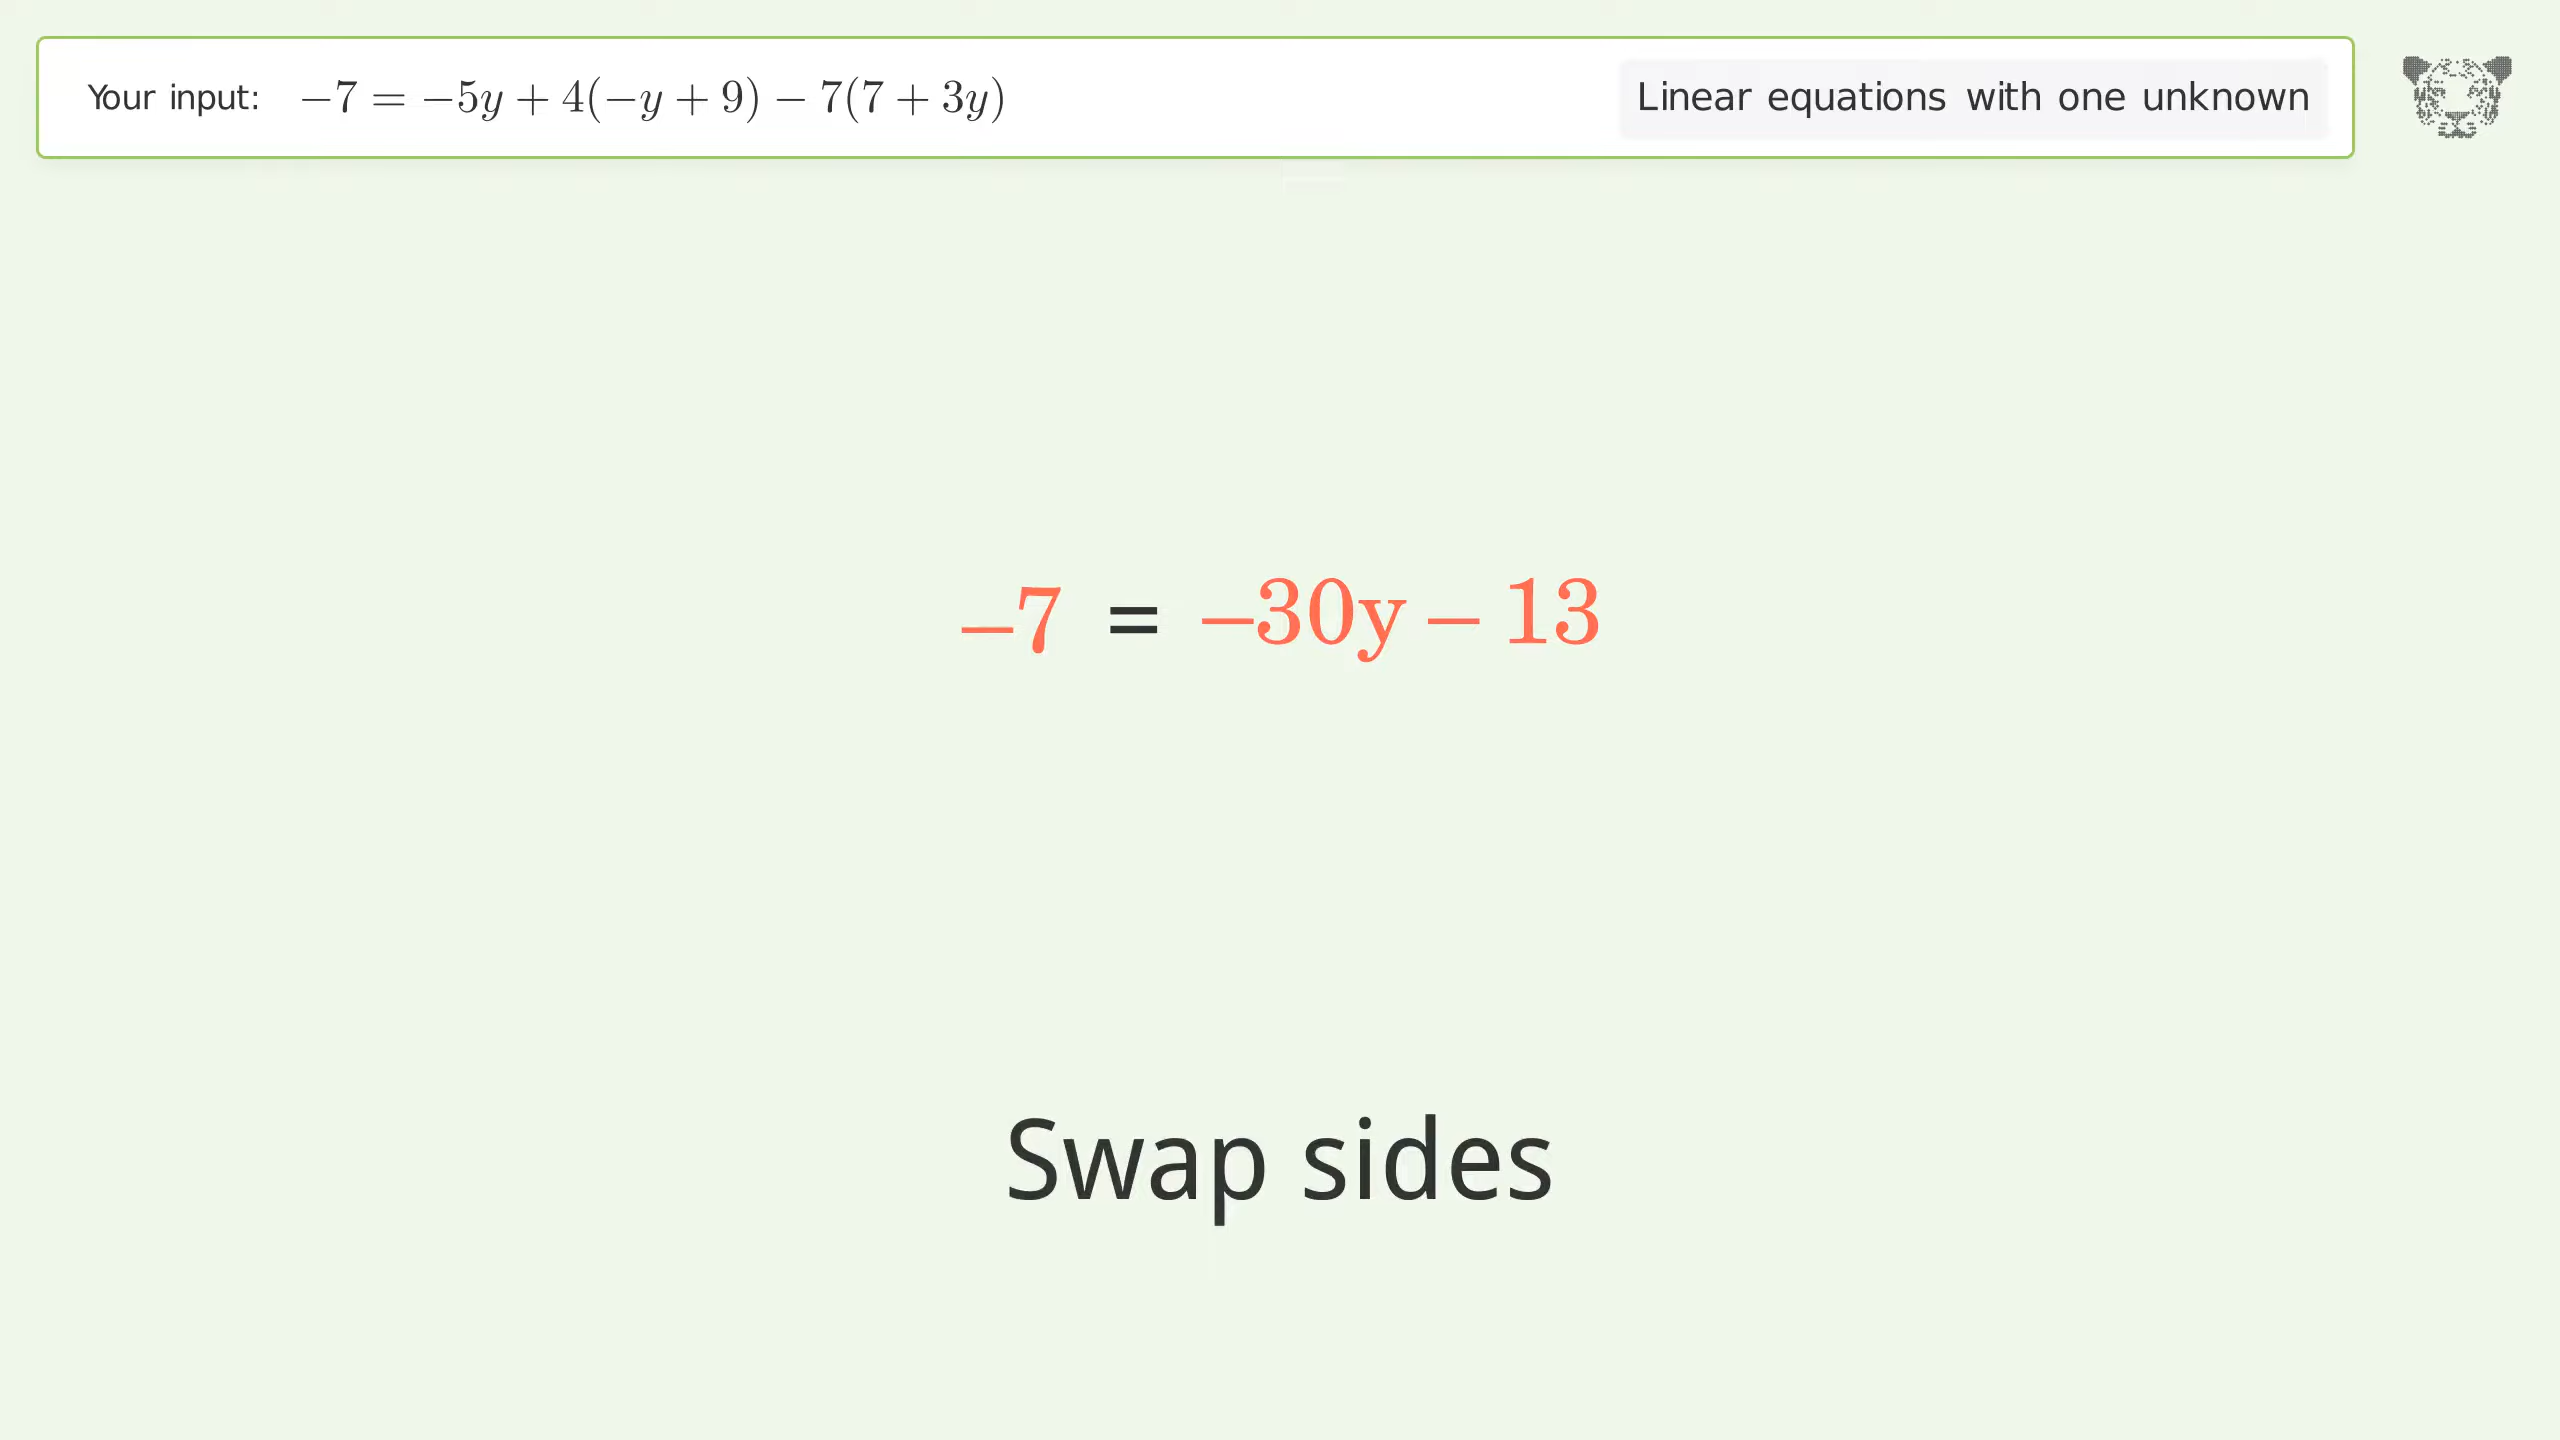 Your input: −7 = −5y + 4(−y + 9) − 7(7 + 3y) Linear equations with one unknown
−7 = −30y − 13
Swap sides